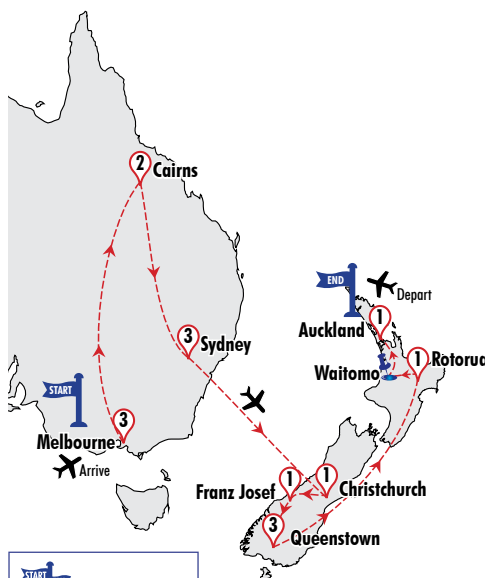 2
Cairns
END
Depart
1
Auckland
3
Sydney
1
Rotorua
Waitomo
START
3
Melbourne
Arrive
1
Franz Josef
1
Christchurch
3
Queenstown
START